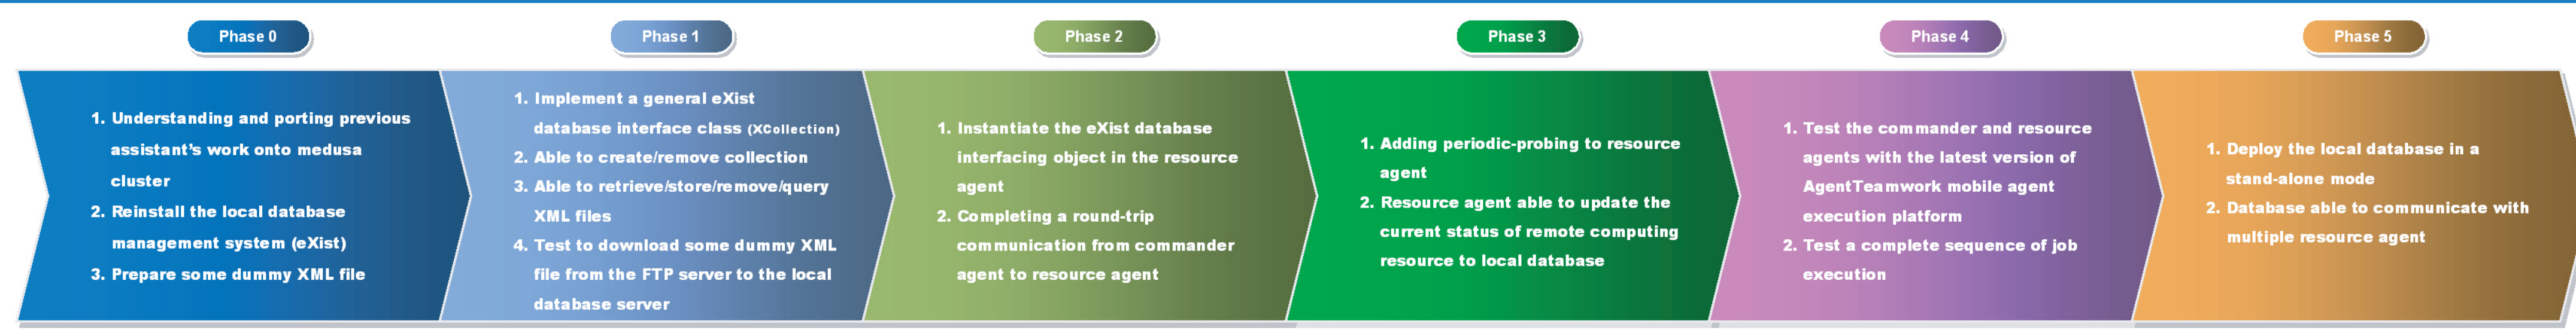 Phase 0
1. Understanding and porting previous
assistant's work onto medusa
cluster
2. Reinstall the local database
management system (eXist)
3. Prepare some dummy XML file
Phase 1
1. Implement a general eXist
database interface class (XCollection)
2. Able to create/remove collection
3. Able to retrieve/store/remove/query
XML files
4. Test to download some dummy XML
file from the FTP server to the local
database server
Phase 2
1. Instantiate the eXist database
interfacing object in the resource
agent
2. Completing a round-trip
communication from commander
agent to resource agent
Phase 3
1. Adding periodic-probing to resource
agent
2. Resource agent able to update the
current status of remote computing
resource to local database
Phase 4
1. Test the commander and resource
agents with the latest version of
AgentTeamwork mobile agent
execution platform
2. Test a complete sequence of job
execution
Phase 5
1. Deploy the local database in a
stand-alone mode
2. Database able to communicate with
multiple resource agent